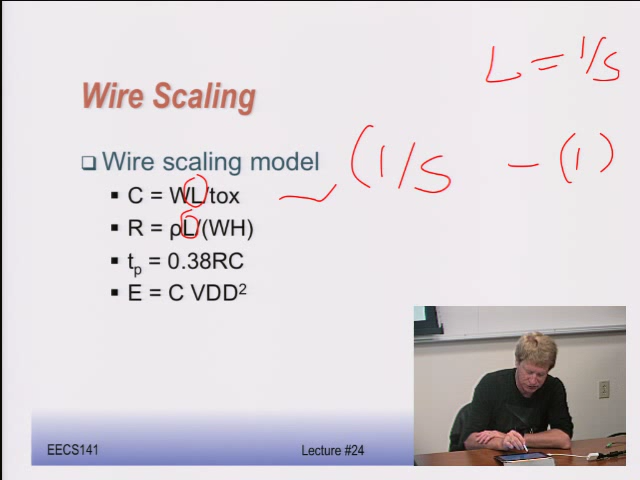 L = 1/S
Wire Scaling
❑ Wire scaling model
(1/S - (1)
▪ C = WL/tox
▪ R = ρL/(WH)
▪ tp = 0.38RC
▪ E = C VDD²
EECS141
Lecture #24